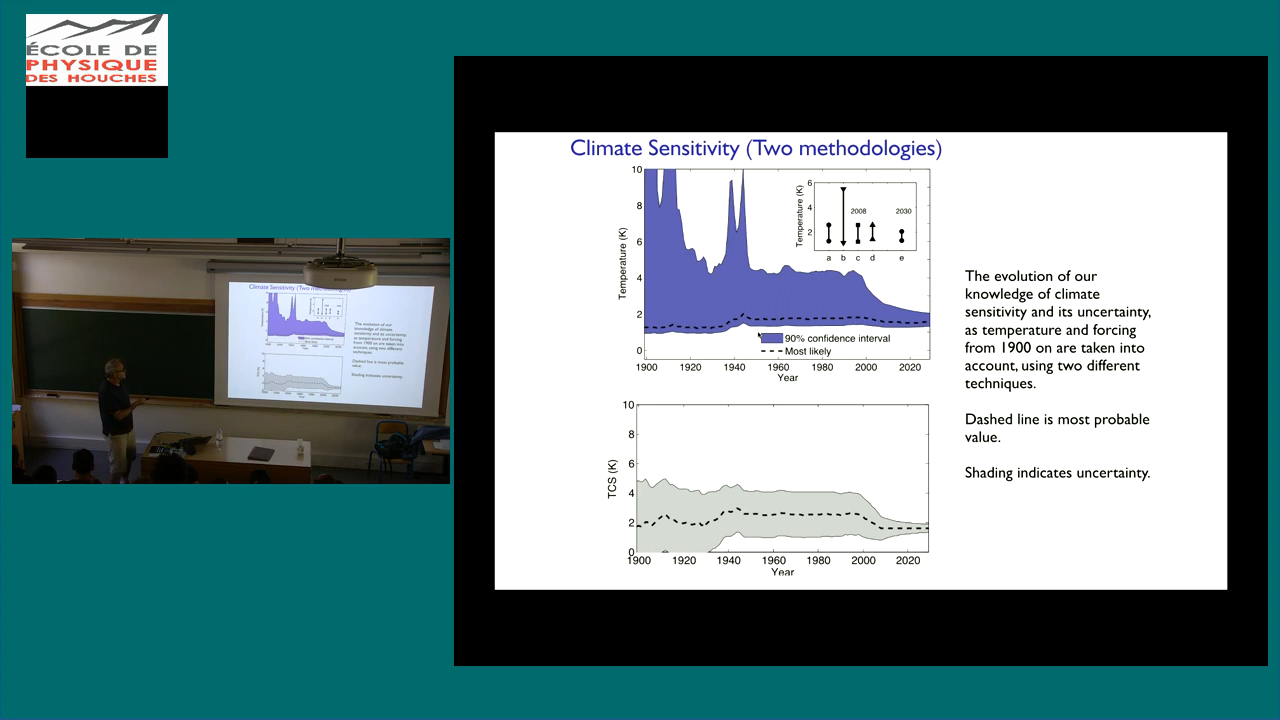 ÉCOLE DE
PHYSIQUE
DES HOUCHES
Climate Sensitivity (Two methodologies)
10
8
6
4
2
0
Temperature (K)
1900
1920
1940
1960
1980
2000
2020
Year
90% confidence interval
Most likely
6
4
2
Temperature (K)
2008
2030
a
b
c
d
e
10
8
6
4
2
0
TCS (K)
1900
1920
1940
1960
1980
2000
2020
Year
The evolution of our
knowledge of climate
sensitivity and its uncertainty,
as temperature and forcing
from 1900 on are taken into
account, using two different
techniques.
Dashed line is most probable
value.
Shading indicates uncertainty.